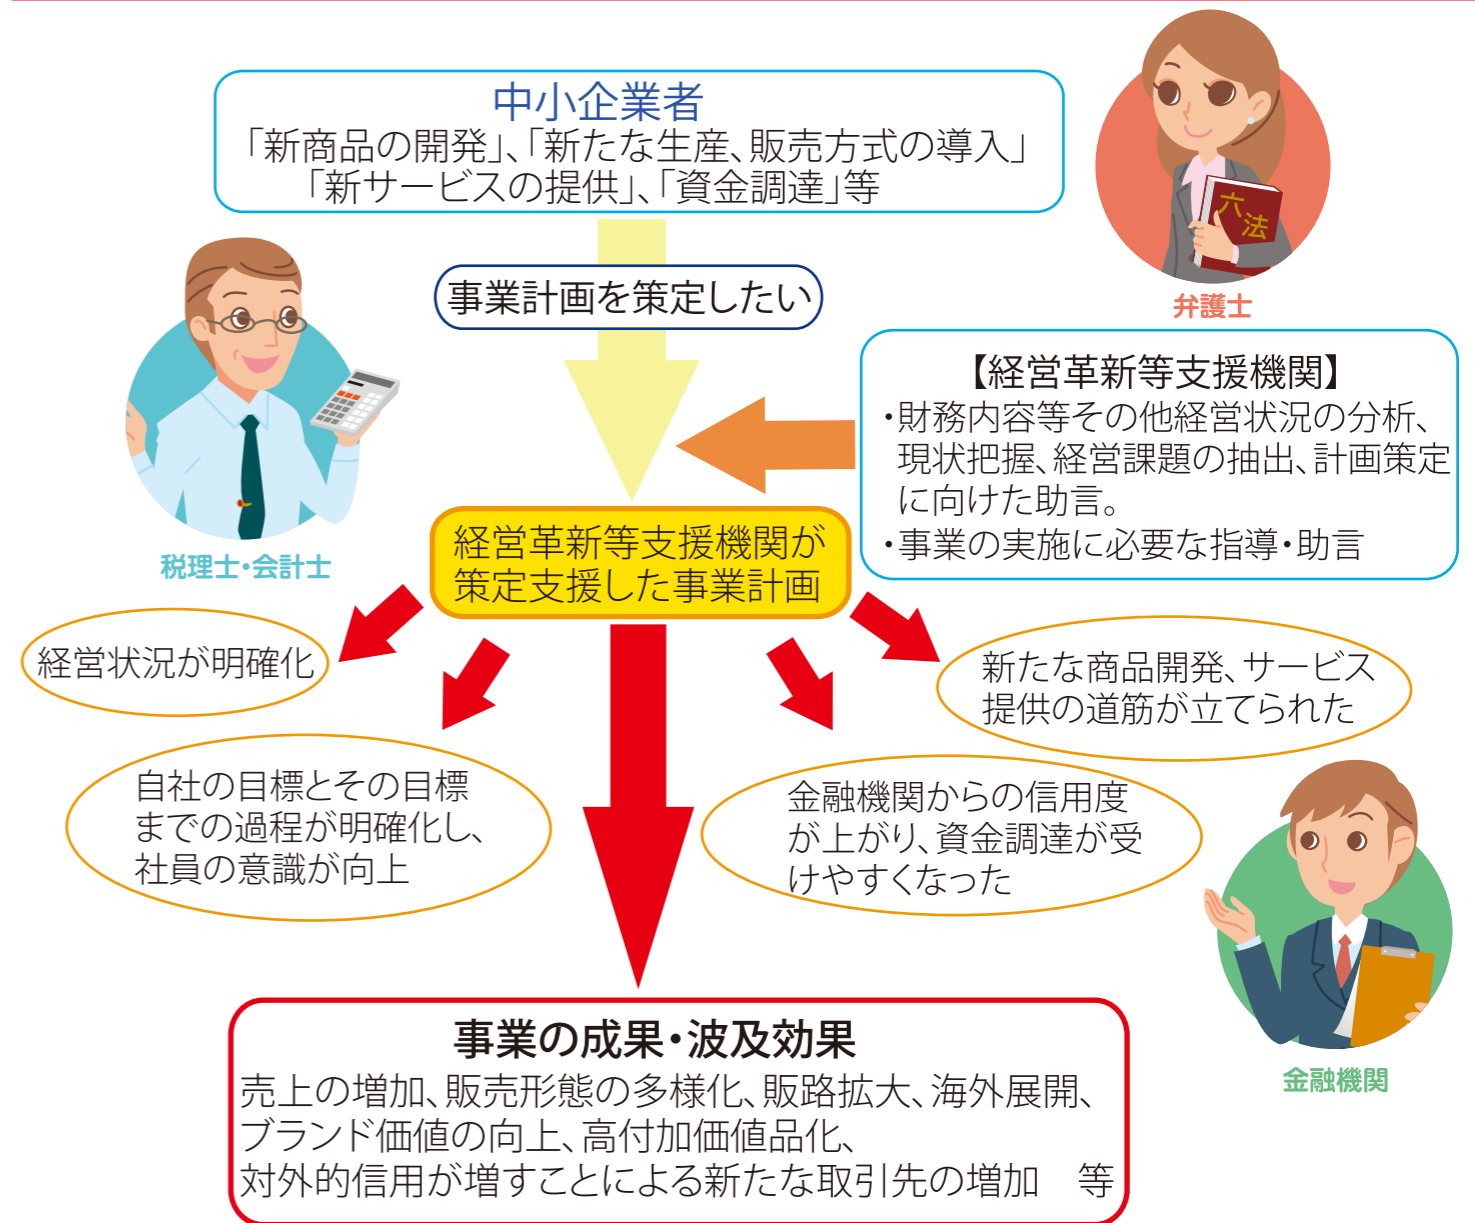 中小企業者
「新商品の開発」、「新たな生産、販売方式の導入」
「新サービスの提供」、「資金調達」等
六法
弁護士
事業計画を策定したい
税理士・会計士
【経営革新等支援機関】
・財務内容等その他経営状況の分析、
現状把握、経営課題の抽出、計画策定
に向けた助言。
・事業の実施に必要な指導・助言
経営革新等支援機関が
策定支援した事業計画
経営状況が明確化
新たな商品開発、サービス
提供の道筋が立てられた
自社の目標とその目標
までの過程が明確化し、
社員の意識が向上
金融機関からの信用度
が上がり、資金調達が受
けやすくなった
金融機関
事業の成果・波及効果
売上の増加、販売形態の多様化、販路拡大、海外展開、
ブランド価値の向上、高付加価値品化、
対外的信用が増すことによる新たな取引先の増加　等